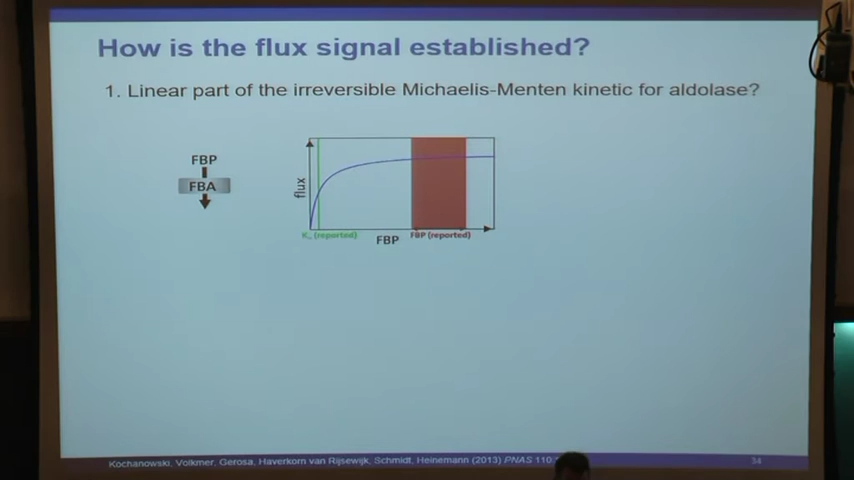 How is the flux signal established?
1. Linear part of the irreversible Michaelis-Menten kinetic for aldolase?
FBP
FBA
flux
(reported)
FBP
FBP (reported)
Kochanowski, Volkmer, Gerosa, Haverkorn van Rijsewijk, Schmidt, Heinemann (2013) PNAS 110
34